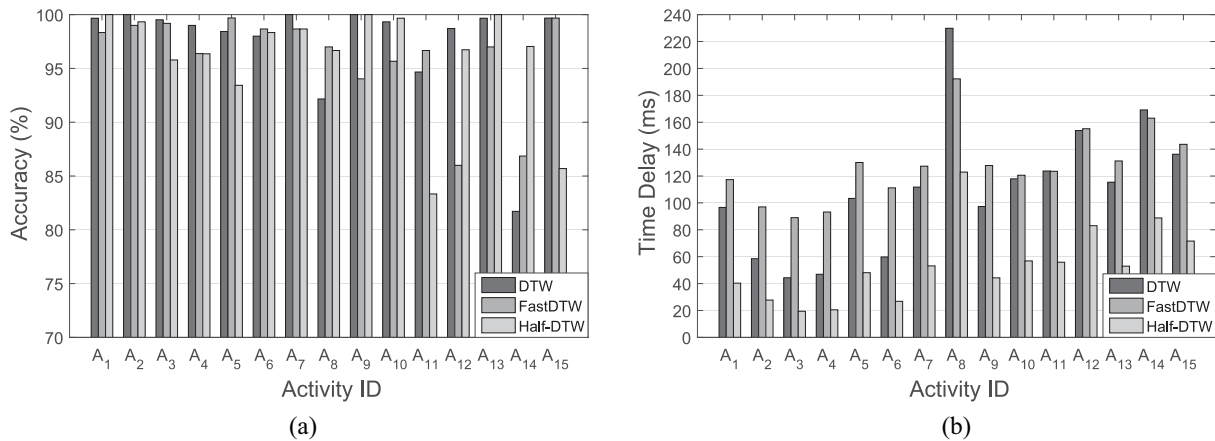 Accuracy (%)
100
95
90
85
80
75
70
DTW
FastDTW
Half-DTW
A1 A2 A3 A4 A5 A6 A7 A8 A9 A10 A11 A12 A13 A14 A15
Activity ID
(a)
Time Delay (ms)
240
220
200
180
160
140
120
100
80
60
40
20
0
DTW
FastDTW
Half-DTW
A1 A2 A3 A4 A5 A6 A7 A8 A9 A10 A11 A12 A13 A14 A15
Activity ID
(b)